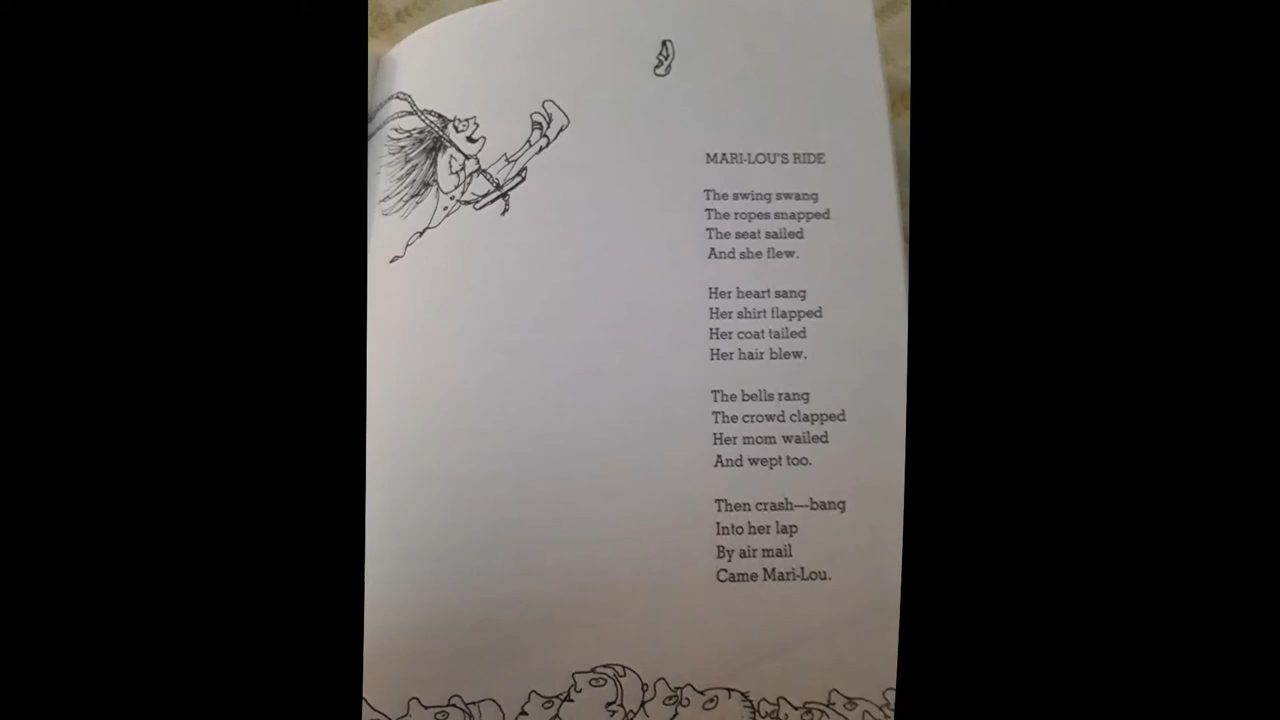 MARI-LOU'S RIDE
The swing swang
The ropes snapped
The seat sailed
And she flew.
Her heart sang
Her shirt flapped
Her coat tailed
Her hair blew.
The bells rang
The crowd clapped
Her mom wailed
And wept too.
Then crash—bang
Into her lap
By air mail
Came Mari-Lou.